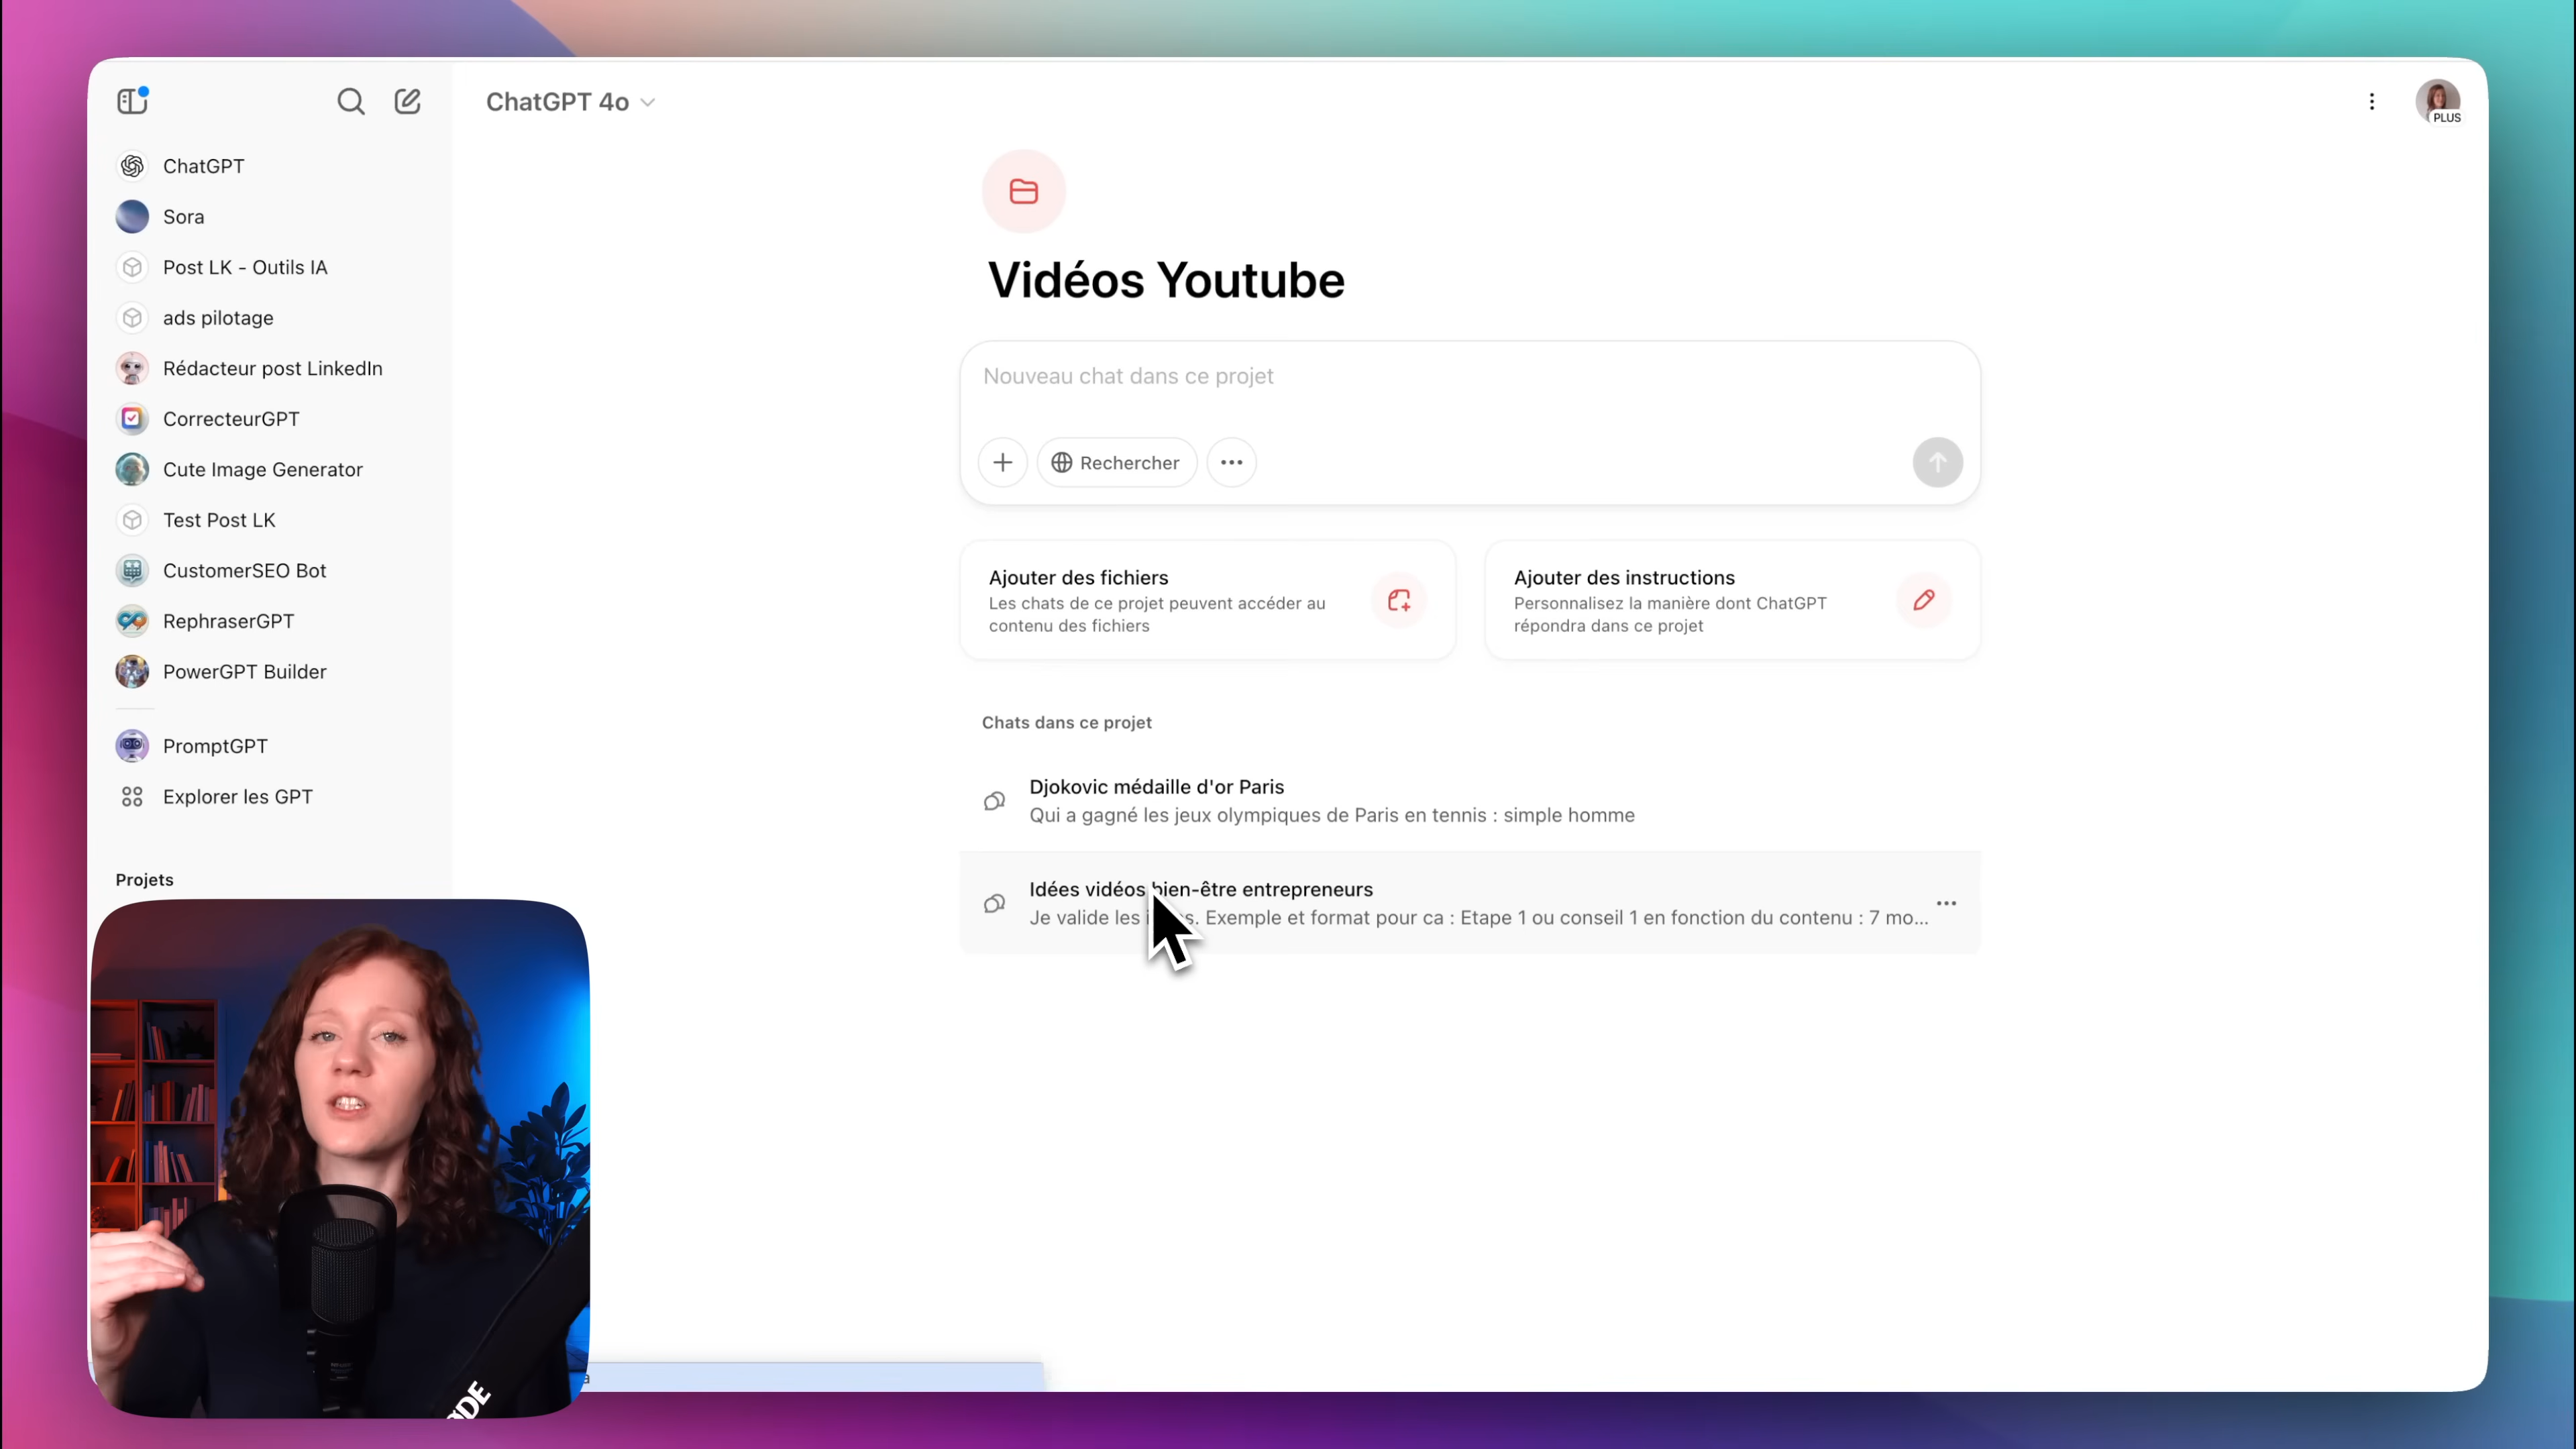 ChatGPT 4o
PLUS
ChatGPT
Sora
Post LK - Outils IA
ads pilotage
Rédacteur post LinkedIn
CorrecteurGPT
Cute Image Generator
Test Post LK
CustomerSEO Bot
RephraserGPT
PowerGPT Builder
PromptGPT
Explorer les GPT
Projets
Vidéos Youtube
Nouveau chat dans ce projet
Rechercher
Ajouter des fichiers
Les chats de ce projet peuvent accéder au
contenu des fichiers
Ajouter des instructions
Personnalisez la manière dont ChatGPT
répondra dans ce projet
Chats dans ce projet
Djokovic médaille d'or Paris
Qui a gagné les jeux olympiques de Paris en tennis : simple homme
Idées vidéos bien-être entrepreneurs
Je valide les. Exemple et format pour ca : Etape 1 ou conseil 1 en fonction du contenu : 7 mo...